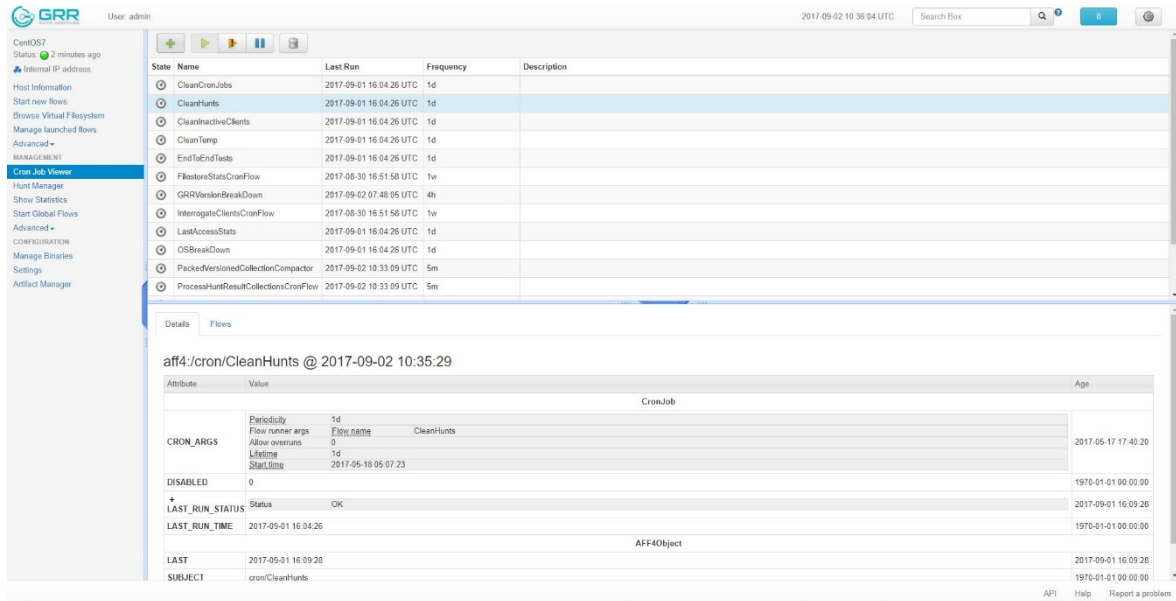 GRR
User: admin
2017-09-02 10:36:04 UTC
Search Box
0
CentOS7
Status: 2 minutes ago
Internal IP address.
Host Information
Start new flows
Browse Virtual Filesystem
Manage launched flows
Advanced
MANAGEMENT
Cron Job Viewer
Hunt Manager
Show Statistics
Start Global Flows
Advanced
CONFIGURATION
Manage Binaries
Settings
Artifact Manager
State Name Last Run Frequency Description
CleanCronJobs 2017-09-01 16:04:26 UTC 1d
CleanHunts 2017-09-01 16:04:26 UTC 1d
CleanInactiveClients 2017-09-01 16:04:26 UTC 1d
CleanTemp 2017-09-01 16:04:26 UTC 1d
EndToEndTests 2017-09-01 16:04:26 UTC 1d
FilestoreStatsCronFlow 2017-08-30 16:51:58 UTC 1w
GRRVersionBreakDown 2017-09-02 07:48:05 UTC 4h
InterrogateClientsCronFlow 2017-08-30 16:51:58 UTC 1w
LastAccessStats 2017-09-01 16:04:26 UTC 1d
OSBreakDown 2017-09-01 16:04:26 UTC 1d
PackedVersionedCollectionCompactor 2017-09-02 10:33:09 UTC 5m
ProcessHuntResultCollectionsCronFlow 2017-09-02 10:33:09 UTC 5m
Details Flows
aff4:/cron/CleanHunts @ 2017-09-02 10:35:29
Attribute Value Age
CronJob
CRON_ARGS 2017-05-17 17:40:20
Periodicity 1d
Flow runner args Flow name CleanHunts
Allow overruns 0
Lifetime 1d
Start time 2017-05-18 05:07:23
DISABLED 0 1970-01-01 00:00:00
+
LAST_RUN_STATUS Status OK 2017-09-01 16:09:28
LAST_RUN_TIME 2017-09-01 16:04:26 1970-01-01 00:00:00
AFF4Object
LAST 2017-09-01 16:09:28 2017-09-01 16:09:28
SUBJECT cron/CleanHunts 1970-01-01 00:00:00
API Help Report a problem